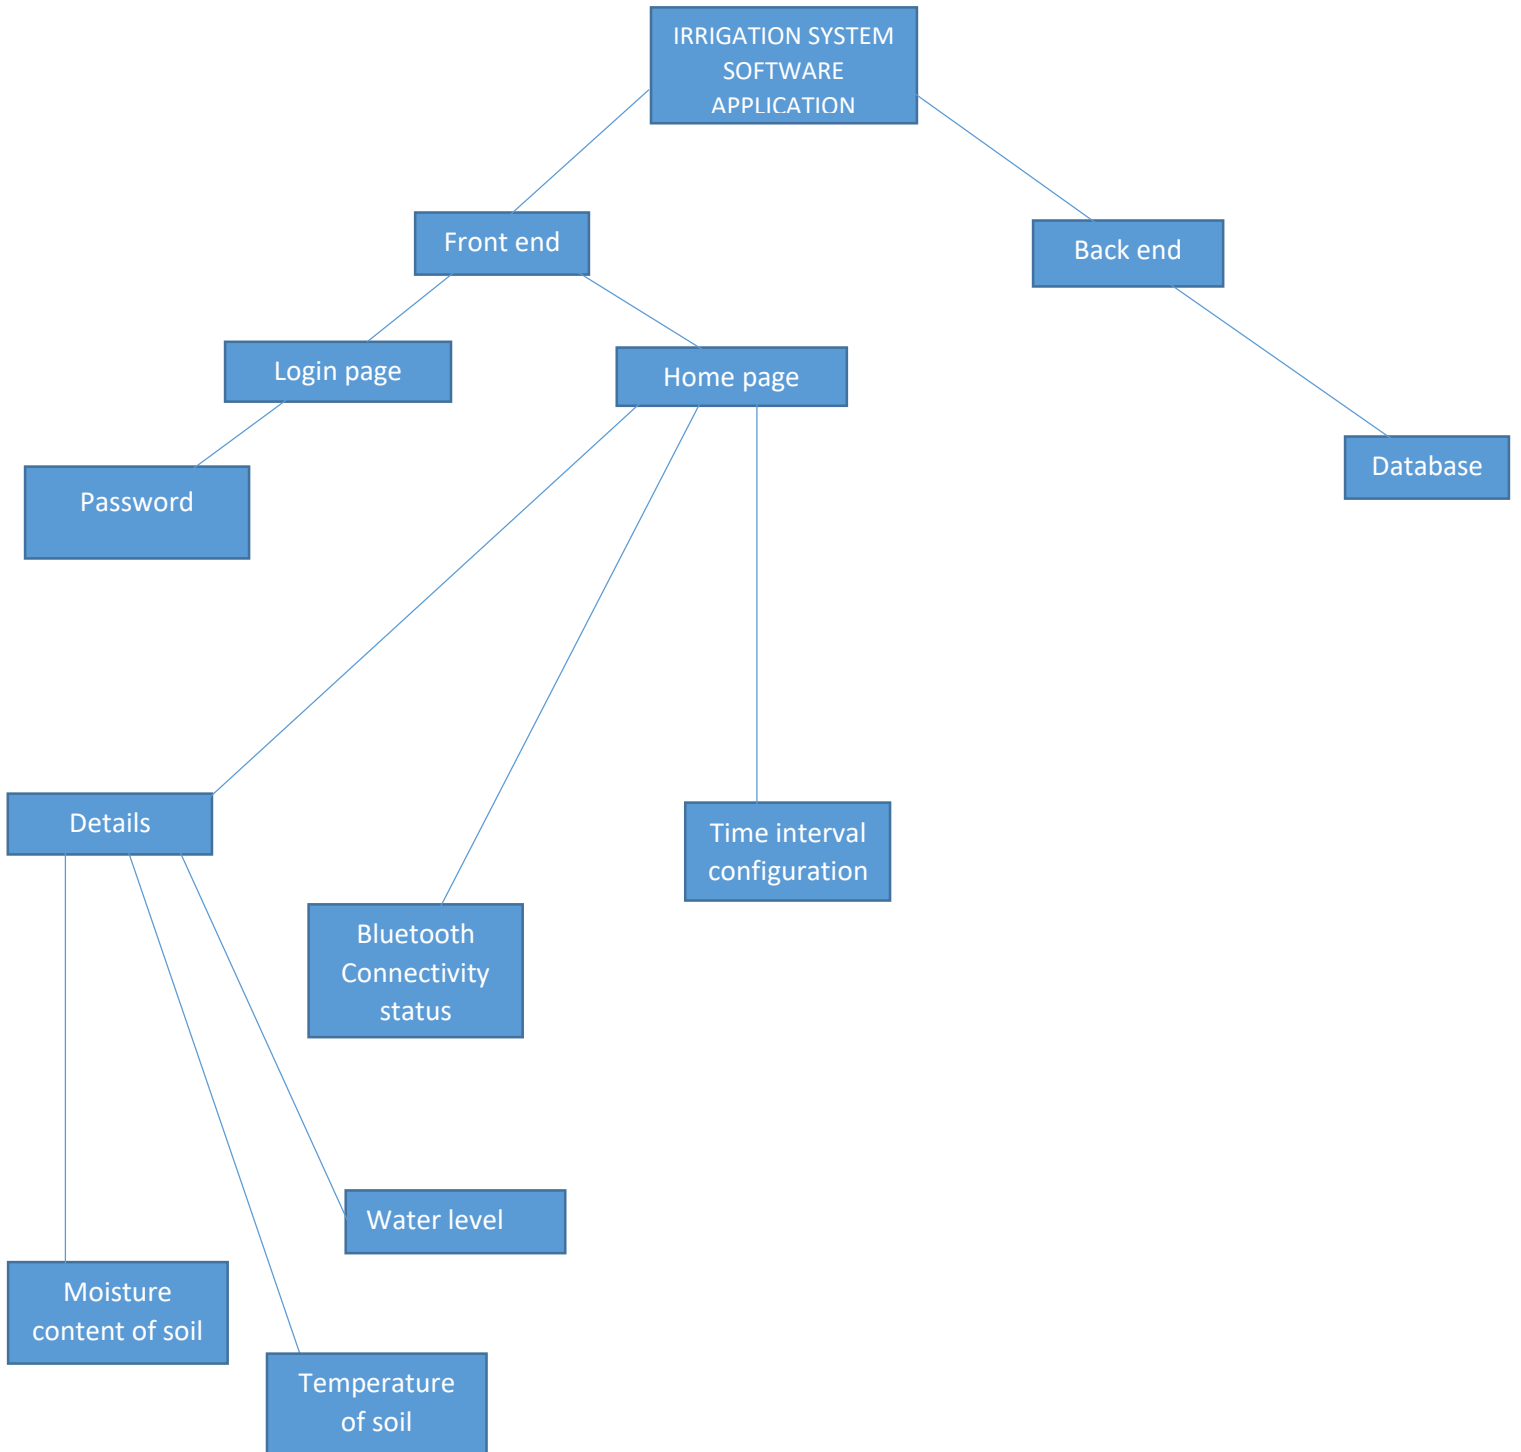 IRRIGATION SYSTEM
SOFTWARE
APPLICATION
Front end
Back end
Login page
Home page
Database
Password
Details
Time interval
configuration
Bluetooth
Connectivity
status
Water level
Moisture
content of soil
Temperature
of soil